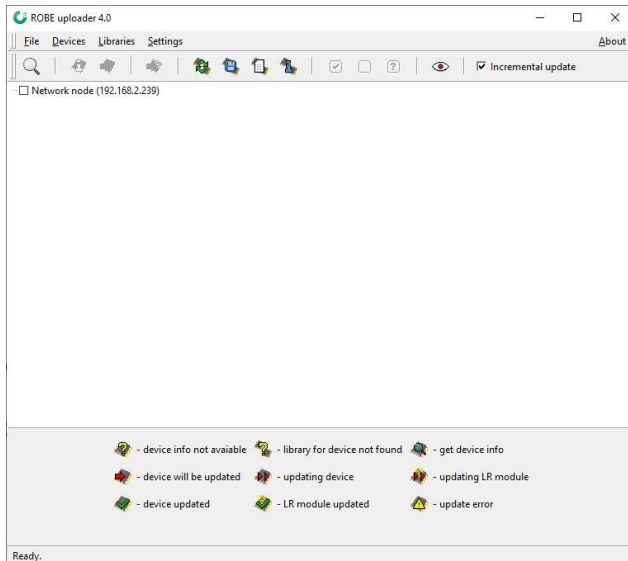 ROBE uploader 4.0
File Devices Libraries Settings About
Incremental update
Network node (192.168.2.239)
- device info not avaiable - library for device not found - get device info
- device will be updated - updating device - updating LR module
- device updated - LR module updated - update error
Ready.